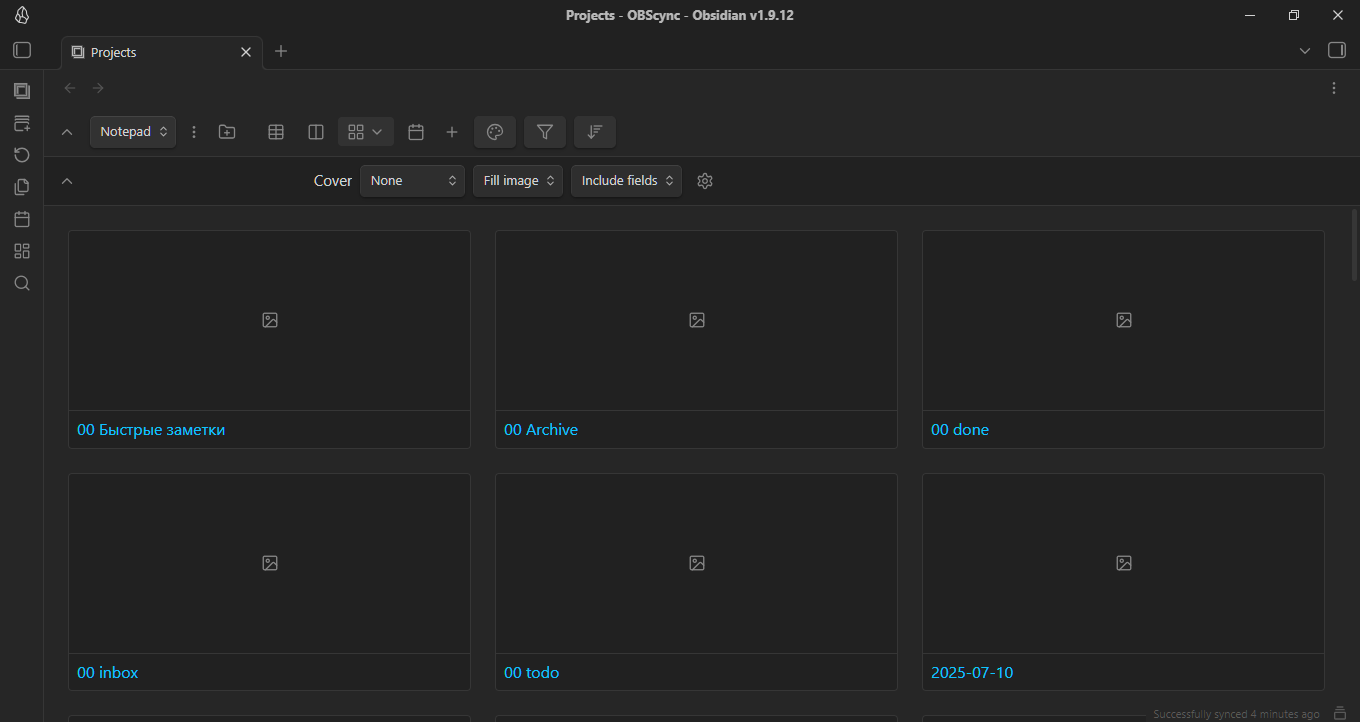 Projects - OBScync - Obsidian v1.9.12
Projects
Notepad
Cover None Fill image Include fields
00 Быстрые заметки 00 Archive 00 done
00 inbox 00 todo 2025-07-10
Successfully synced 4 minutes ago